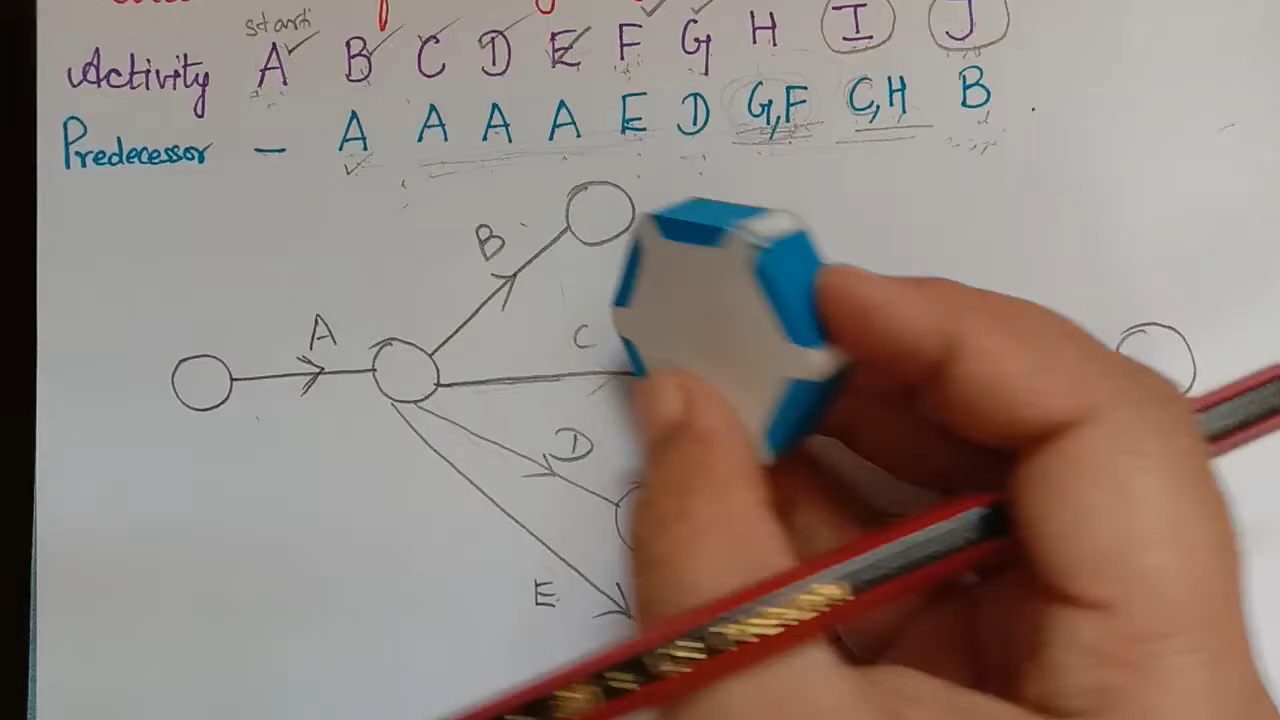 start
Activity A B C D E F G H I J
Predecessor - A A A A E D G,F C,H B
B
A
C
D
E